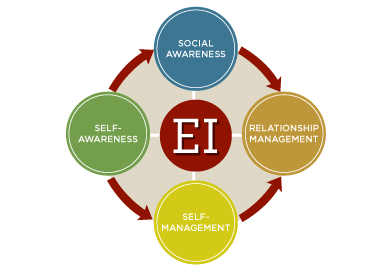 SOCIAL
AWARENESS
SELF-
AWARENESS
EI
RELATIONSHIP
MANAGEMENT
SELF-
MANAGEMENT